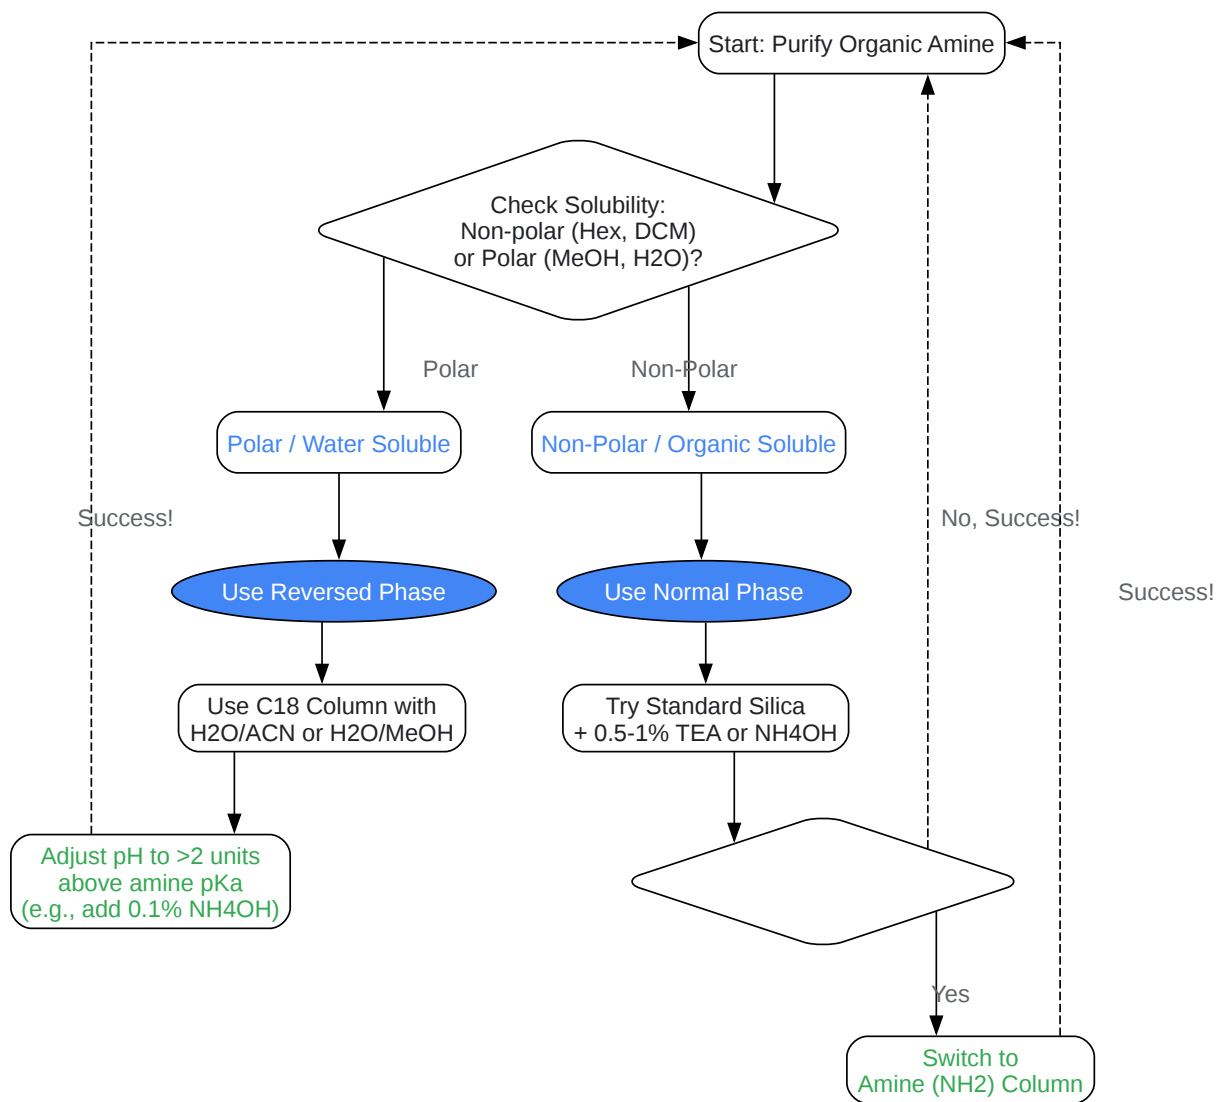 Start: Purify Organic Amine
Check Solubility:
Non-polar (Hex, DCM)
or Polar (MeOH, H2O)?
Polar
Non-Polar
Polar / Water Soluble
Non-Polar / Organic Soluble
Success!
No, Success!
Success!
Use Reversed Phase
Use Normal Phase
Use C18 Column with
H2O/ACN or H2O/MeOH
Try Standard Silica
+ 0.5-1% TEA or NH4OH
Adjust pH to >2 units
above amine pKa
(e.g., add 0.1% NH4OH)
Yes
Switch to
Amine (NH2) Column